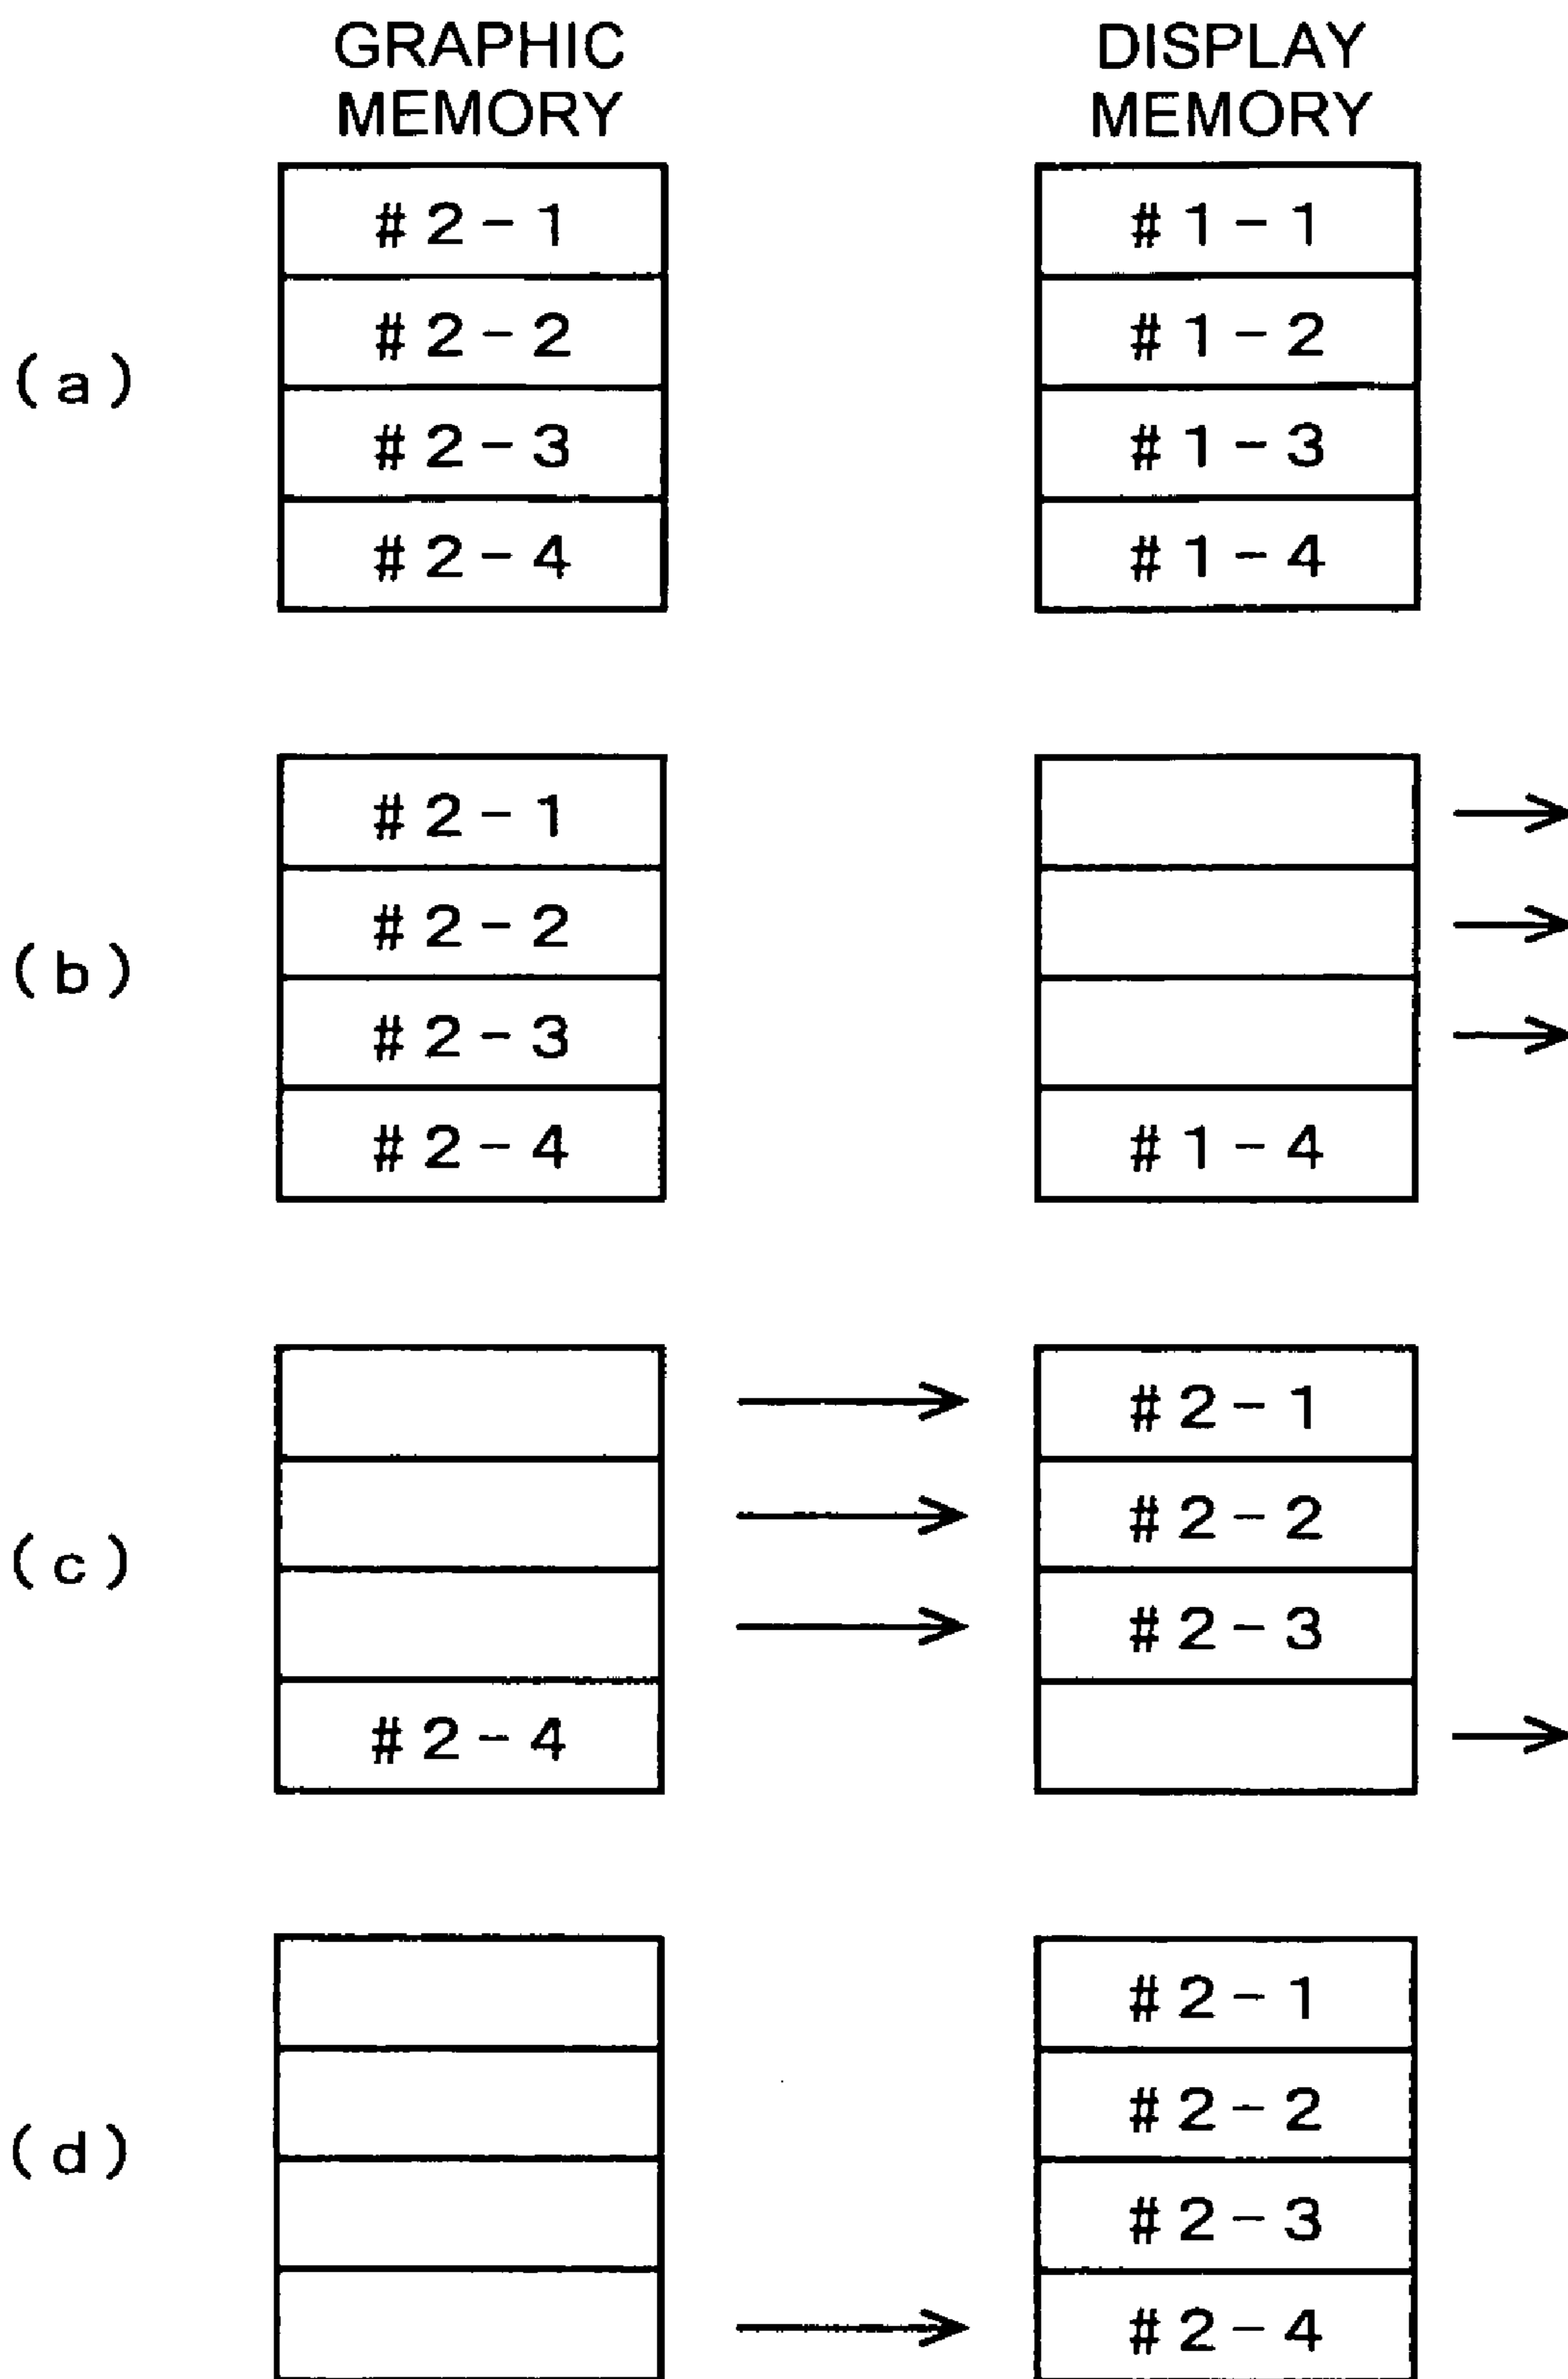 GRAPHIC MEMORY
DISPLAY MEMORY
(a)
# 2 - 1
# 2 - 2
# 2 - 3
# 2 - 4
# 1 - 1
# 1 - 2
# 1 - 3
# 1 - 4
(b)
# 2 - 1
# 2 - 2
# 2 - 3
# 2 - 4
# 1 - 4
(c)
# 2 - 4
# 2 - 1
# 2 - 2
# 2 - 3
(d)
# 2 - 1
# 2 - 2
# 2 - 3
# 2 - 4